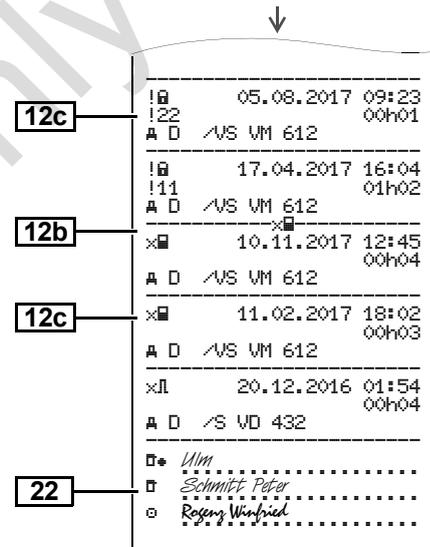 nly
05.08.2017 09:23
12c
!22 00h01
A D /VS VM 612
17.04.2017 16:04
!11 01h02
A D /VS VM 612
12b
x
x 10.11.2017 12:45
00h04
A D /VS VM 612
12c
x 11.02.2017 18:02
00h03
A D /VS VM 612
x 20.12.2016 01:54
00h04
A D /S VD 432
Ulm
22
Schmitt Peter
Rogenz Winfried